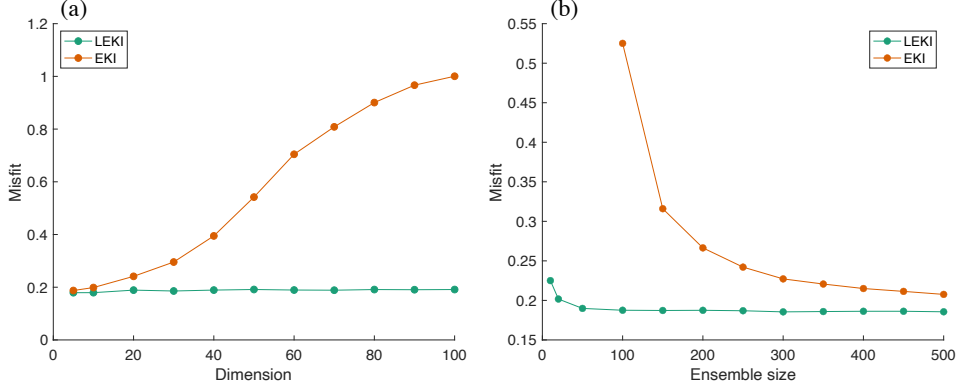 (a)
1.2
1
0.8
0.6
0.4
0.2
0
Misfit
LEKI
EKI
0 20 40 60 80 100
Dimension
(b)
0.55
0.5
0.45
0.4
0.35
0.3
0.25
0.2
0.15
Misfit
LEKI
EKI
0 100 200 300 400 500
Ensemble size